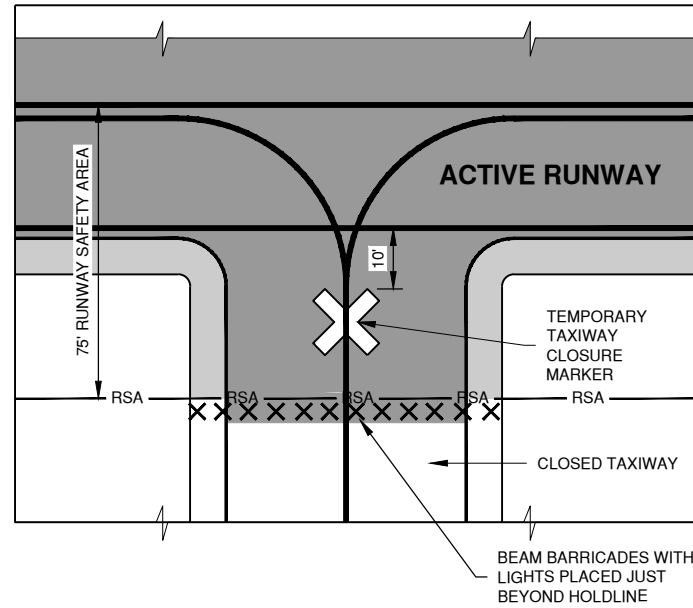 ACTIVE RUNWAY
75' RUNWAY SAFETY AREA
10'
TEMPORARY
TAXIWAY
CLOSURE
MARKER
RSA RSA RSA RSA RSA
CLOSED TAXIWAY
BEAM BARRICADES WITH
LIGHTS PLACED JUST
BEYOND HOLDLINE